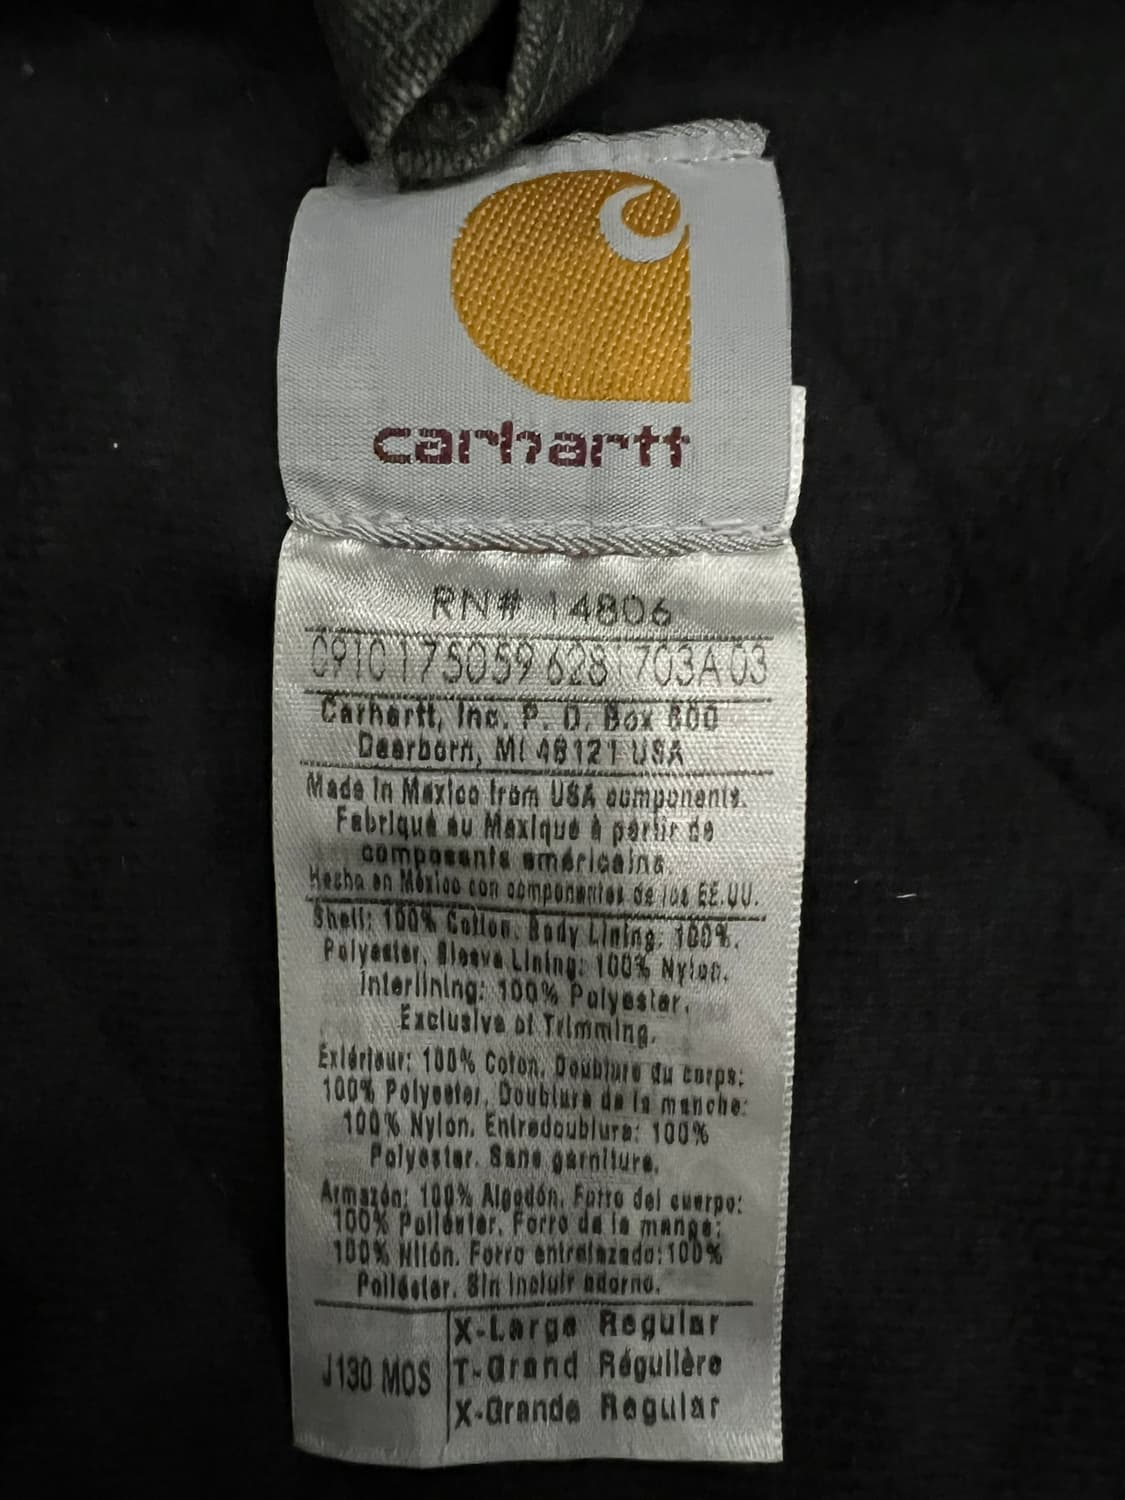 carhartt
RN# 14806
0910 175059 628 1703A 03
Carhartt, Inc. P. O. Box 600
Dearborn, MI 48121 USA
Made in Mexico from USA components.
Fabriqué au Mexique à partir de
composants américains.
Hecho en México con componentes de los EE.UU.
Shell: 100% Cotton. Body Lining: 100%.
Polyester. Sleeve Lining: 100% Nylon.
Interlining: 100% Polyester.
Exclusive of Trimming.
Extérieur: 100% Coton. Doublure du corps:
100% Polyester. Doublure de la manche:
100% Nylon. Entredoublure: 100%
Polyester. Sans garniture.
Armazón: 100% Algodón. Forro del cuerpo:
100% Poliéster. Forro de la manga:
100% Nilón. Forro entrelazado:100%
Poliéster. Sin incluir adorno.
J130 MOS
X-Large Regular
T-Grand Régulière
X-Grande Regular